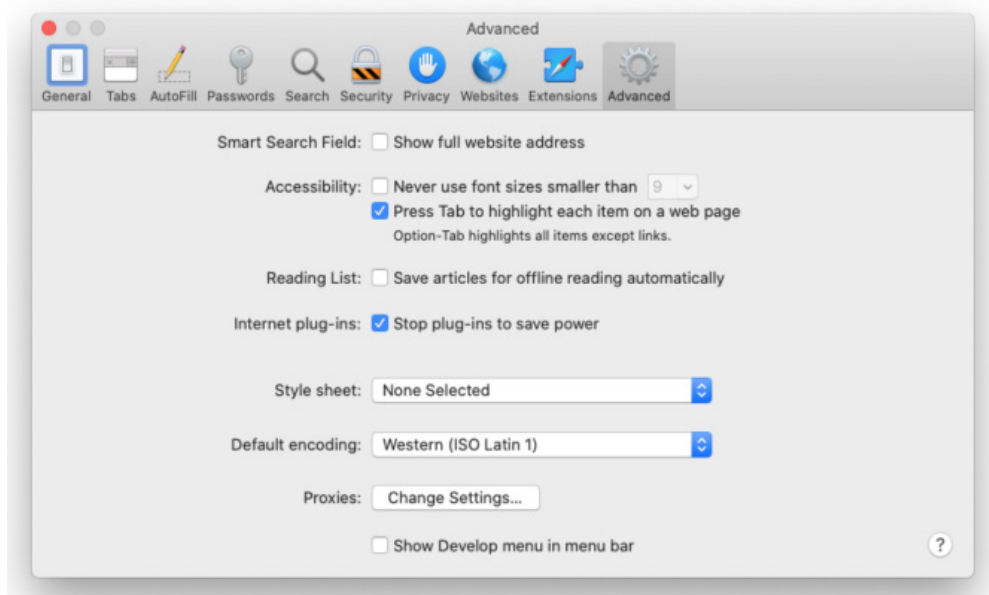 Advanced
General Tabs AutoFill Passwords Search Security Privacy Websites Extensions Advanced
Smart Search Field: Show full website address
Accessibility: Never use font sizes smaller than 9
Press Tab to highlight each item on a web page
Option-Tab highlights all items except links.
Reading List: Save articles for offline reading automatically
Internet plug-ins: Stop plug-ins to save power
Style sheet: None Selected
Default encoding: Western (ISO Latin 1)
Proxies: Change Settings...
Show Develop menu in menu bar ?